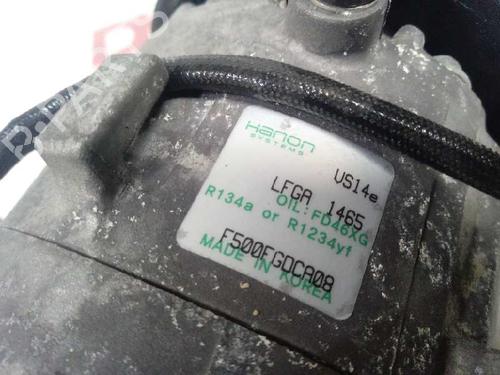 Hanon
SYSTEMS
VS14e
LFGA 1465
OIL: FD46XG
R134a or R1234yf
F500FGDCA08
MADE IN KOREA